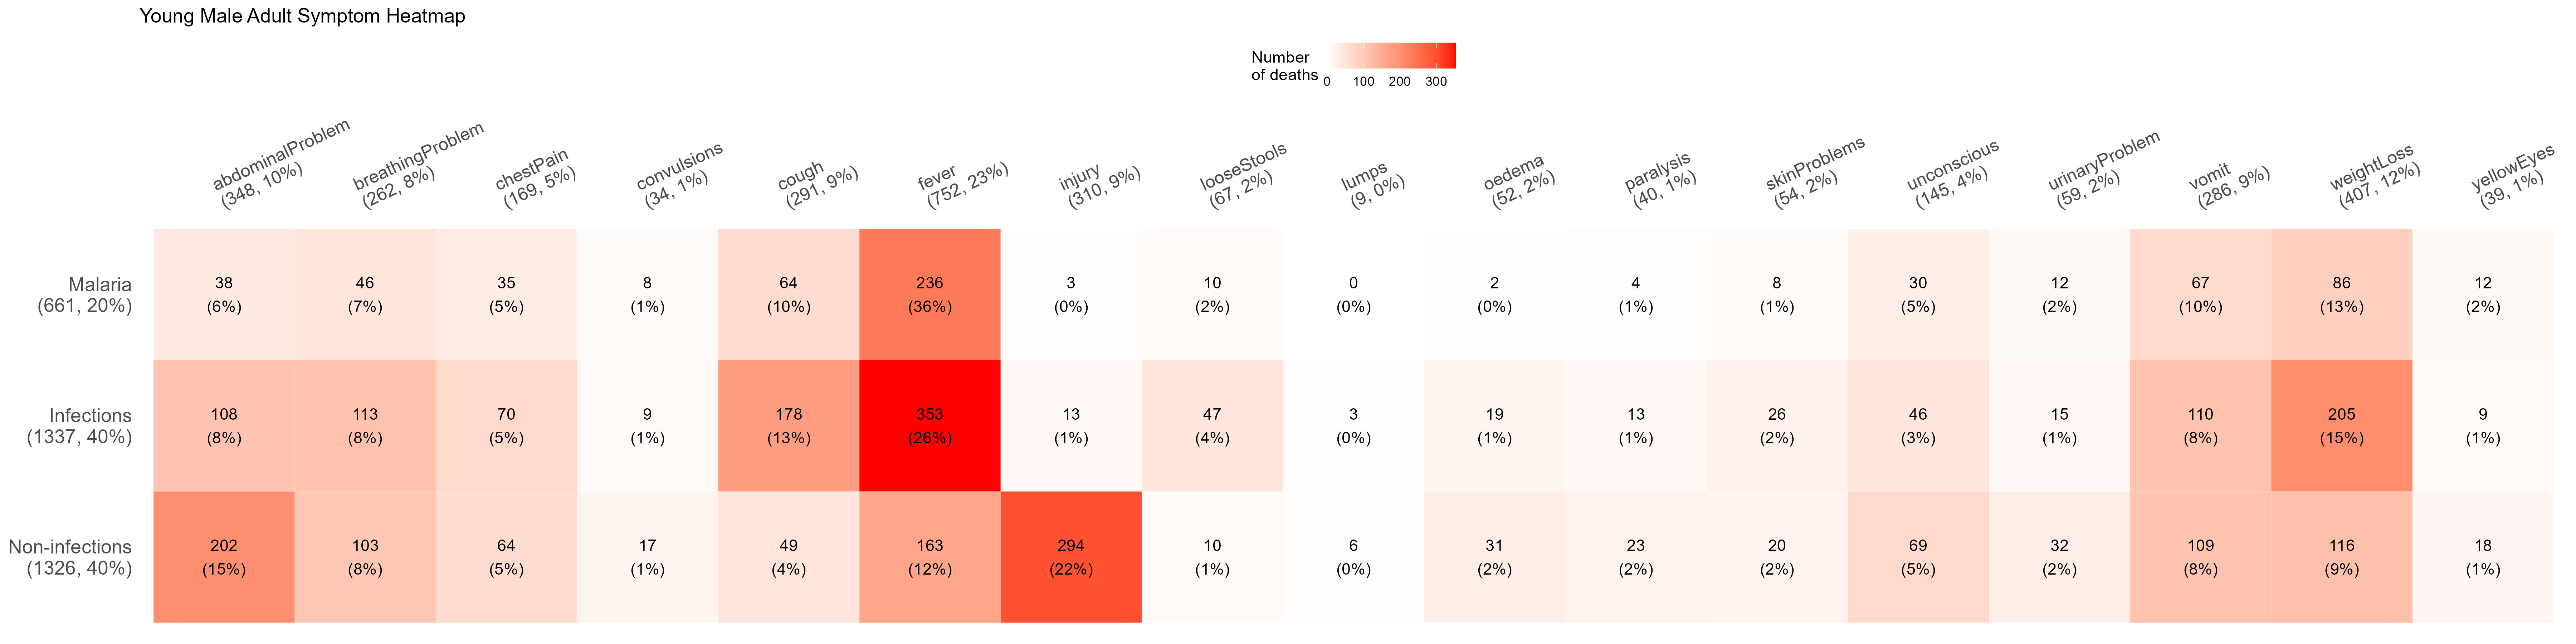 Young Male Adult Symptom Heatmap
Number
of deaths
0 100 200 300
abdominalProblem
(348, 10%)
breathingProblem
(262, 8%)
chestPain
(169, 5%)
convulsions
(34, 1%)
cough
(291, 9%)
fever
(752, 23%)
injury
(310, 9%)
looseStools
(67, 2%)
lumps
(9, 0%)
oedema
(52, 2%)
paralysis
(40, 1%)
skinProblems
(54, 2%)
unconscious
(145, 4%)
urinaryProblem
(59, 2%)
vomit
(286, 9%)
weightLoss
(407, 12%)
yellowEyes
(39, 1%)
Malaria
(661, 20%)
38 46 35 8 64 236 3 10 0 2 4 8 30 12 67 86 12
(6%) (7%) (5%) (1%) (10%) (36%) (0%) (2%) (0%) (0%) (1%) (1%) (5%) (2%) (10%) (13%) (2%)
Infections
(1337, 40%)
108 113 70 9 178 353 13 47 3 19 13 26 46 15 110 205 9
(8%) (8%) (5%) (1%) (13%) (26%) (1%) (4%) (0%) (1%) (1%) (2%) (3%) (1%) (8%) (15%) (1%)
Non-infections
(1326, 40%)
202 103 64 17 49 163 294 10 6 31 23 20 69 32 109 116 18
(15%) (8%) (5%) (1%) (4%) (12%) (22%) (1%) (0%) (2%) (2%) (2%) (5%) (2%) (8%) (9%) (1%)